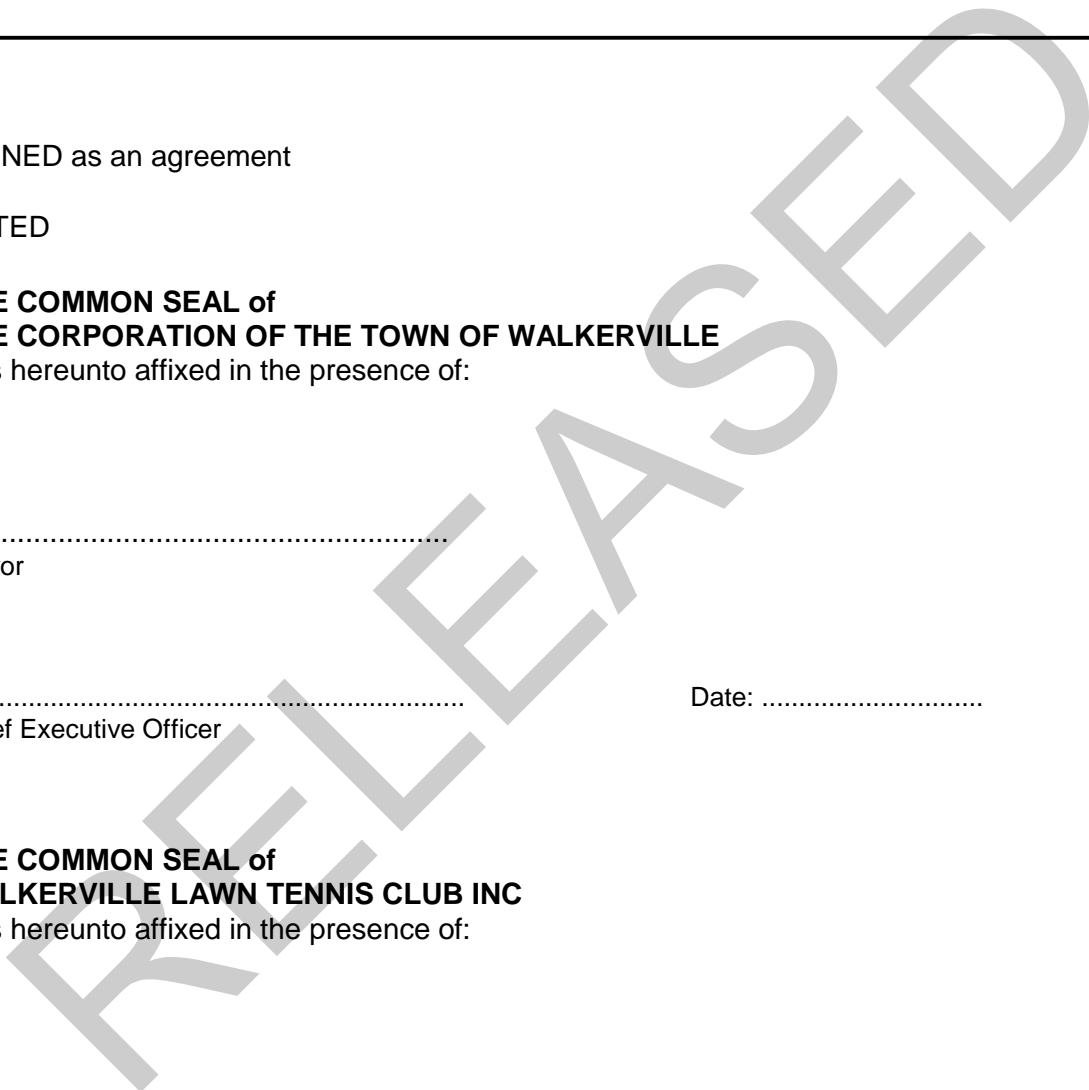 NED as an agreement
TED
E COMMON SEAL of
E CORPORATION OF THE TOWN OF WALKERVILLE
s hereunto affixed in the presence of:
........................................................
or
................................................................ Date: ..............................
ef Executive Officer
E COMMON SEAL of
LKERVILLE LAWN TENNIS CLUB INC
s hereunto affixed in the presence of:
RELEASED